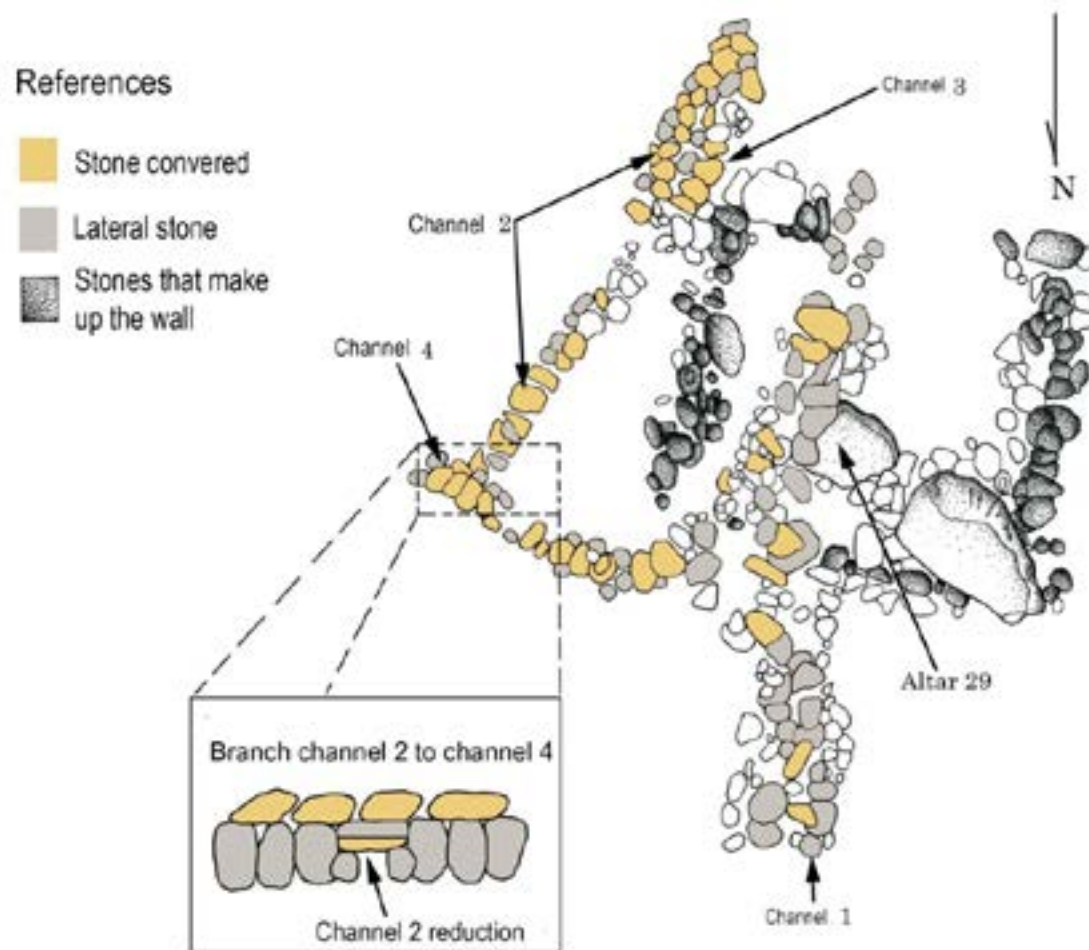 References
Stone convered
Lateral stone
Stones that make
up the wall
Channel 3
Channel 2
N
Channel 4
Altar 29
Branch channel 2 to channel 4
Channel 2 reduction
Channel 1